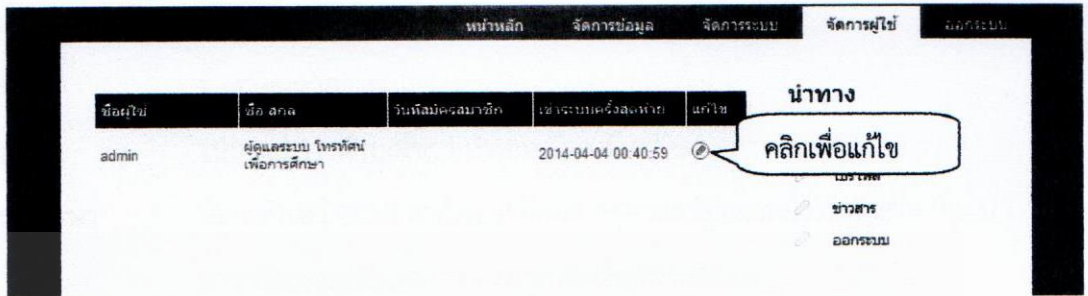 หน้าหลัก จัดการข้อมูล จัดการระบบ จัดการผู้ใช้ ออกระบบ
นำทาง
ชื่อผู้ใช้ ชื่อ สกุล วันที่สมัครสมาชิก เข้าระบบครั้งสุดท้าย แก้ไข
คลิกเพื่อแก้ไข
admin ผู้ดูแลระบบ โทรทัศน์ 2014-04-04 00:40:59
เพื่อการศึกษา
โปรไฟล์
ข่าวสาร
ออกระบบ